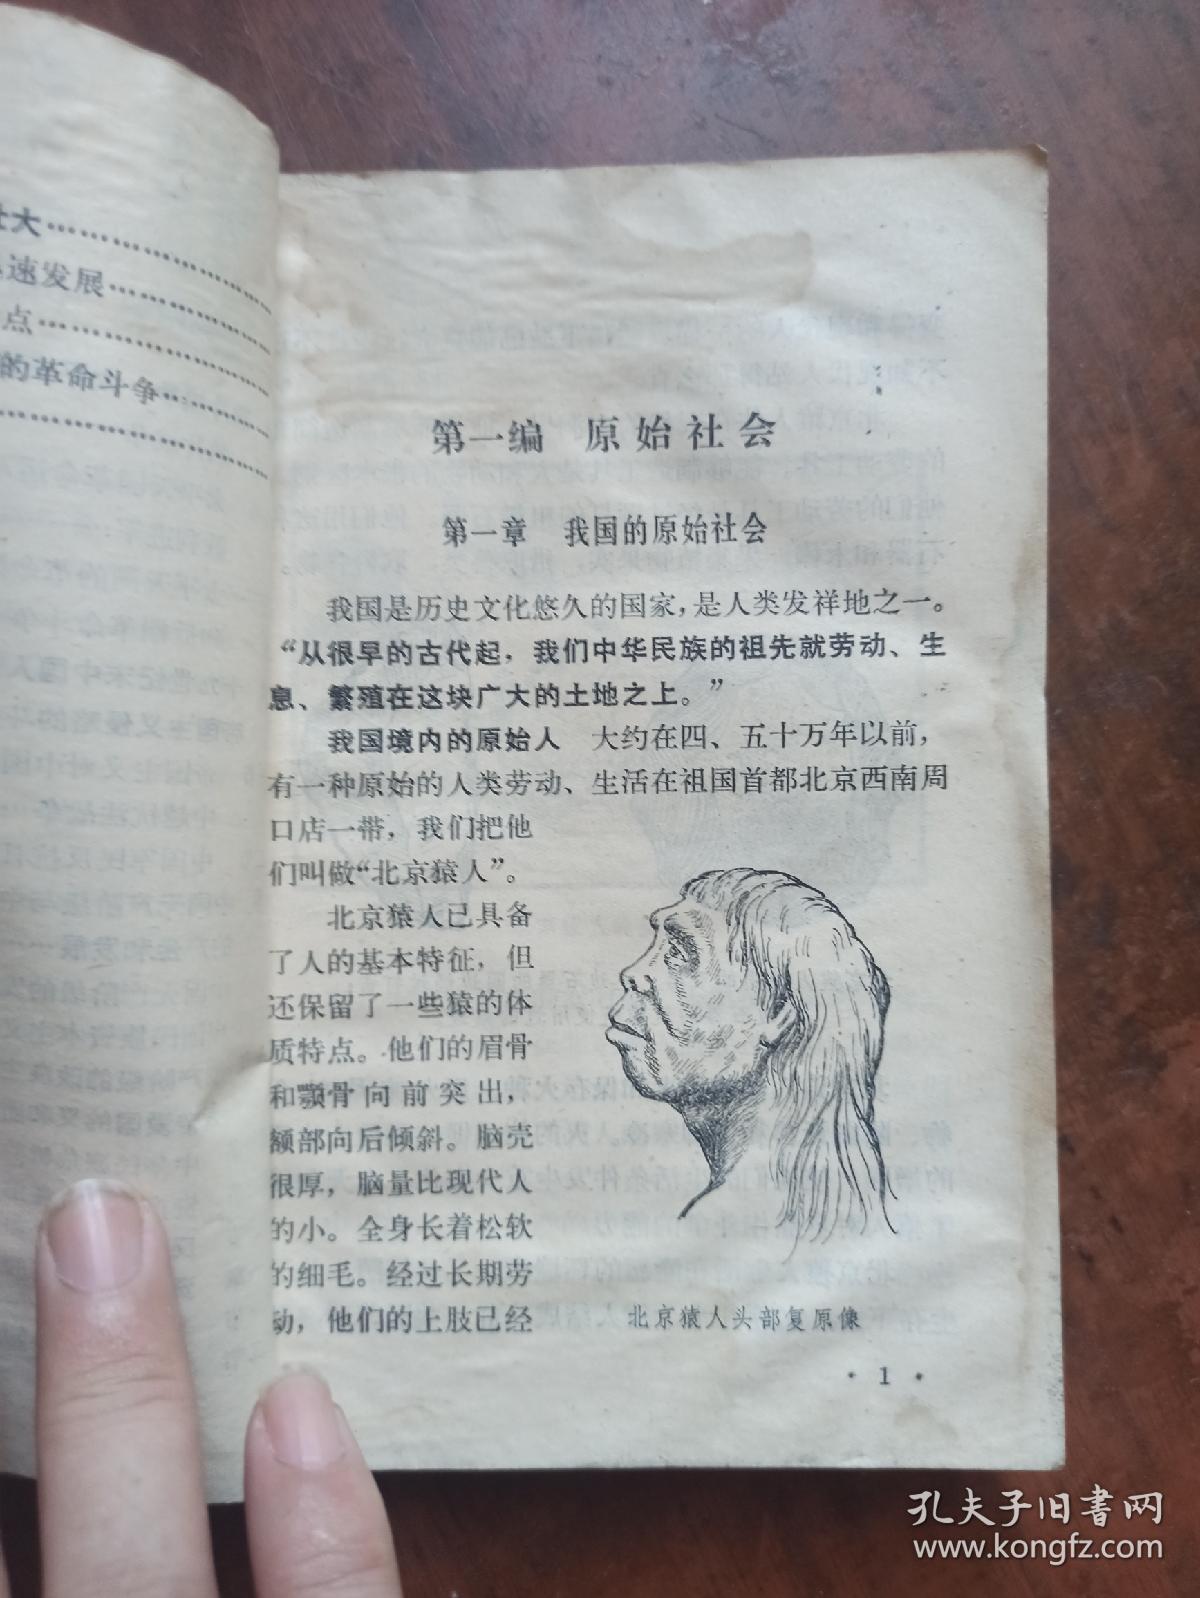 大……………………
速发展……………………
点……………………
的革命斗争……………
……………………
第一编 原始社会
第一章 我国的原始社会
我国是历史文化悠久的国家，是人类发祥地之一。
“从很早的古代起，我们中华民族的祖先就劳动、生
息、繁殖在这块广大的土地之上。”
我国境内的原始人 大约在四、五十万年以前，
有一种原始的人类劳动、生活在祖国首都北京西南周
口店一带，我们把他
们叫做“北京猿人”。
北京猿人已具备
了人的基本特征，但
还保留了一些猿的体
质特点。他们的眉骨
和颚骨向前突出，
额部向后倾斜。脑壳
很厚，脑量比现代人
的小。全身长着松软
的细毛。经过长期劳
动，他们的上肢已经
北京猿人头部复原像
·1·
孔夫子旧书网
www.kongfz.com